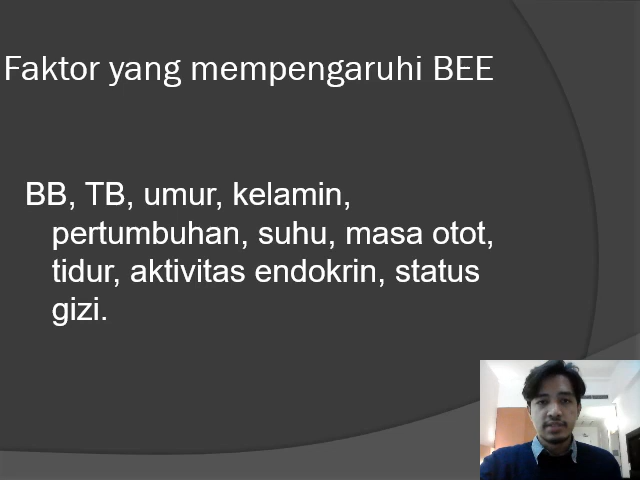 Faktor yang mempengaruhi BEE
BB, TB, umur, kelamin,
pertumbuhan, suhu, masa otot,
tidur, aktivitas endokrin, status
gizi.